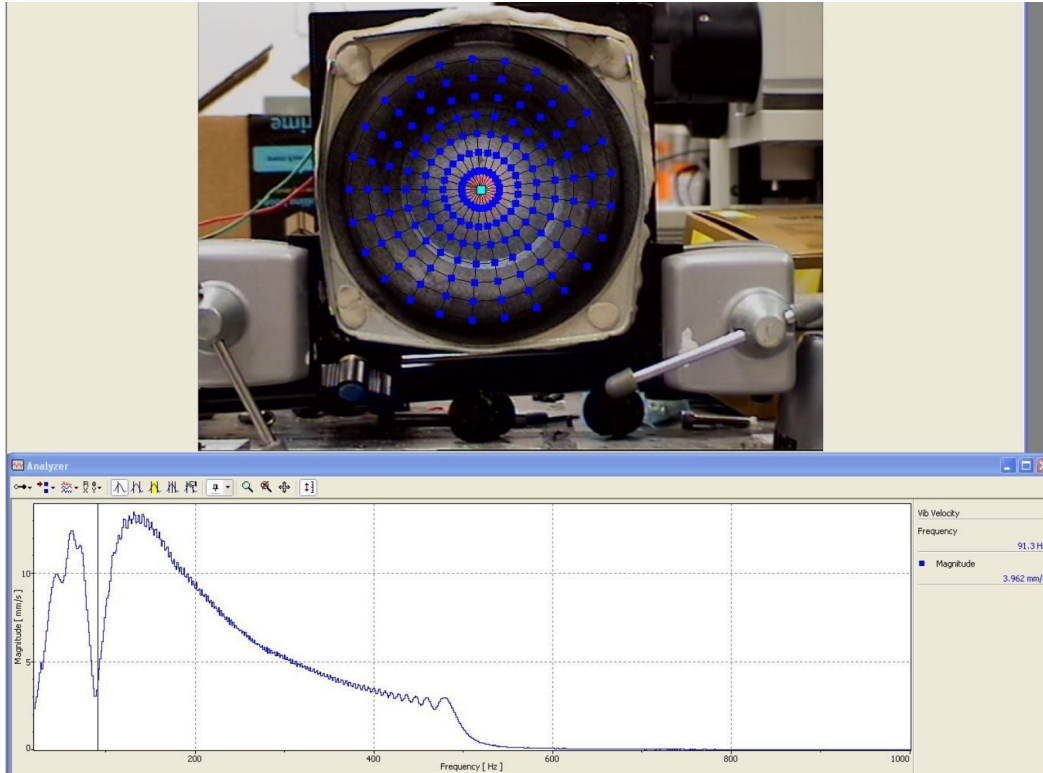 Analyzer
Vib Velocity
Frequency
91.3 H
Magnitude
3.962 mm/
Magnitude [ mm/s ]
10
5
0
200
400
600
800
1000
Frequency [ Hz ]